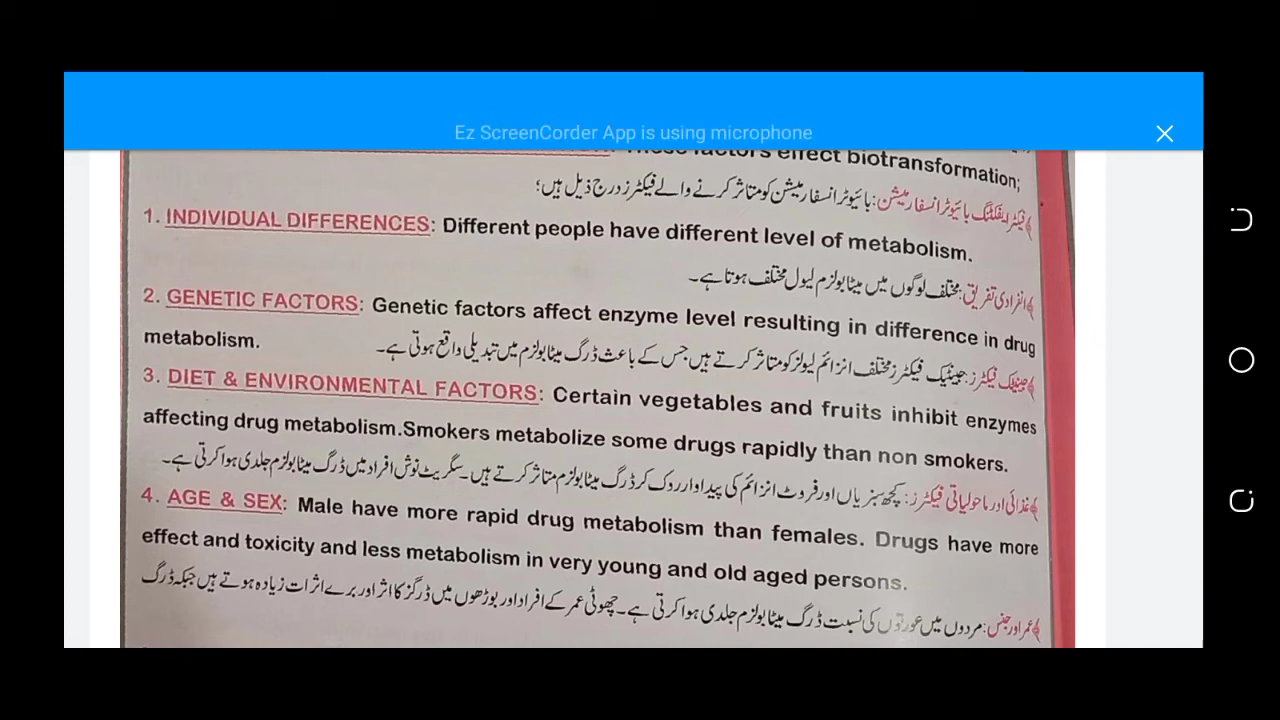 Ez ScreenCorder App is using microphone
These factors effect biotransformation;
﴿فیکٹر ایفیکٹنگ بائیوٹرانسفارمیشن: بائیوٹرانسفارمیشن کو متاثر کرنے والے فیکٹرز درج ذیل ہیں؛
1. INDIVIDUAL DIFFERENCES: Different people have different level of metabolism.
﴿انفرادی تفریق: مختلف لوگوں میں میٹابولزم لیول مختلف ہوتا ہے۔
2. GENETIC FACTORS: Genetic factors affect enzyme level resulting in difference in drug
metabolism.
﴿جینیٹک فیکٹرز: جینیٹک فیکٹرز مختلف انزائم لیولز کو متاثر کرتے ہیں جس کے باعث ڈرگ میٹابولزم میں تبدیلی واقع ہوتی ہے۔
3. DIET & ENVIRONMENTAL FACTORS: Certain vegetables and fruits inhibit enzymes
affecting drug metabolism.Smokers metabolize some drugs rapidly than non smokers.
﴿غذائی اور ماحولیاتی فیکٹرز: کچھ سبزیاں اور فروٹ انزائم کی پیداوار روک کر ڈرگ میٹابولزم متاثر کرتے ہیں۔ سگریٹ نوش افراد میں ڈرگ میٹابولزم جلدی ہوا کرتی ہے۔
4. AGE & SEX: Male have more rapid drug metabolism than females. Drugs have more
effect and toxicity and less metabolism in very young and old aged persons.
﴿عمر اور جنس: مردوں میں عورتوں کی نسبت ڈرگ میٹابولزم جلدی ہوا کرتی ہے۔ چھوٹی عمر کے افراد اور بوڑھوں میں ڈرگز کا اثر اور برے اثرات زیادہ ہوتے ہیں جبکہ ڈرگ